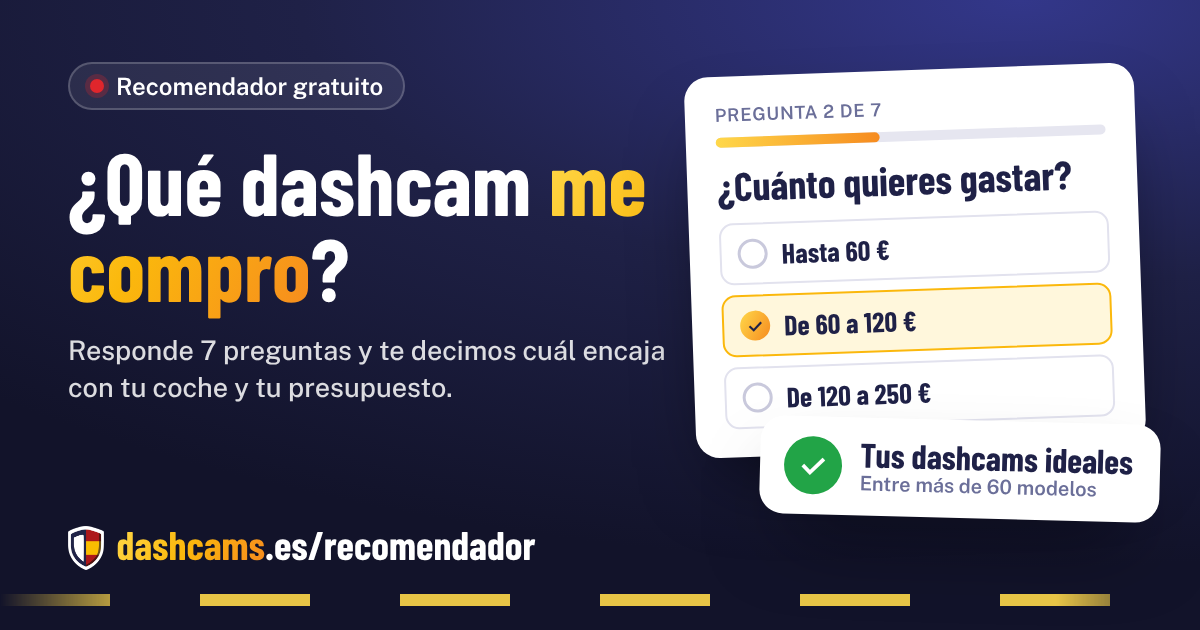 Recomendador gratuito
¿Qué dashcam me
compro?
Responde 7 preguntas y te decimos cuál encaja
con tu coche y tu presupuesto.
dashcams.es/recomendador
PREGUNTA 2 DE 7
¿Cuánto quieres gastar?
Hasta 60 €
De 60 a 120 €
De 120 a 250 €
Tus dashcams ideales
Entre más de 60 modelos